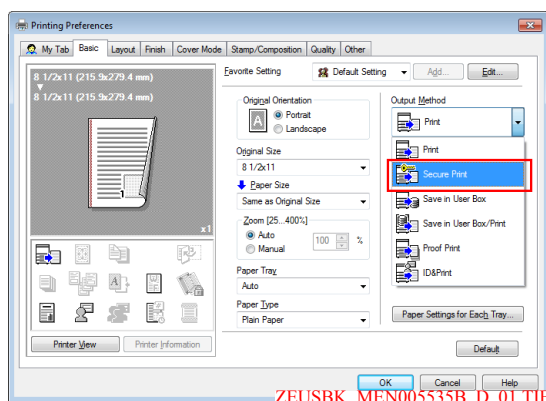 Printing Preferences
My Tab Basic Layout Finish Cover Mode Stamp/Composition Quality Other
8 1/2x11 (215.9x279.4 mm)
8 1/2x11 (215.9x279.4 mm)
1
x1
Printer View Printer Information
Favorite Setting Default Setting Add... Edit...
Original Orientation
A
Portrait
Landscape
Original Size
8 1/2x11
Paper Size
Same as Original Size
Zoom [25...400%]
Auto
Manual
100 %
Paper Tray
Auto
Paper Type
Plain Paper
Output Method
Print
Print
Secure Print
Save in User Box
Save in User Box/Print
Proof Print
ID&Print
Paper Settings for Each Tray...
Default
OK Cancel Help